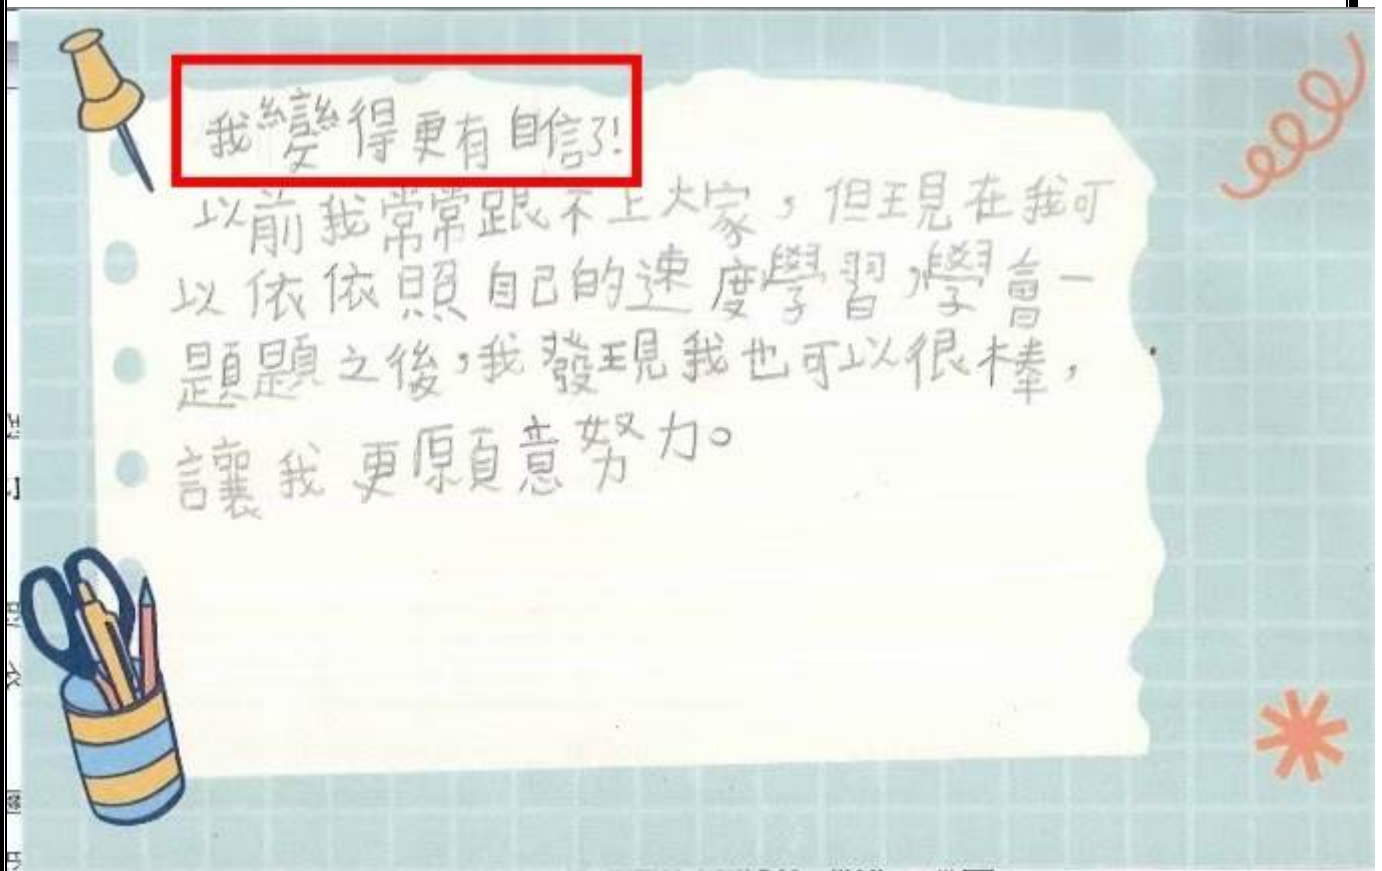 我變得更有自信了!
以前我常常跟不上大家，但現在我可
以依依照自己的速度學習，學會一
題題之後，我發現我也可以很棒，
讓我更願意努力。